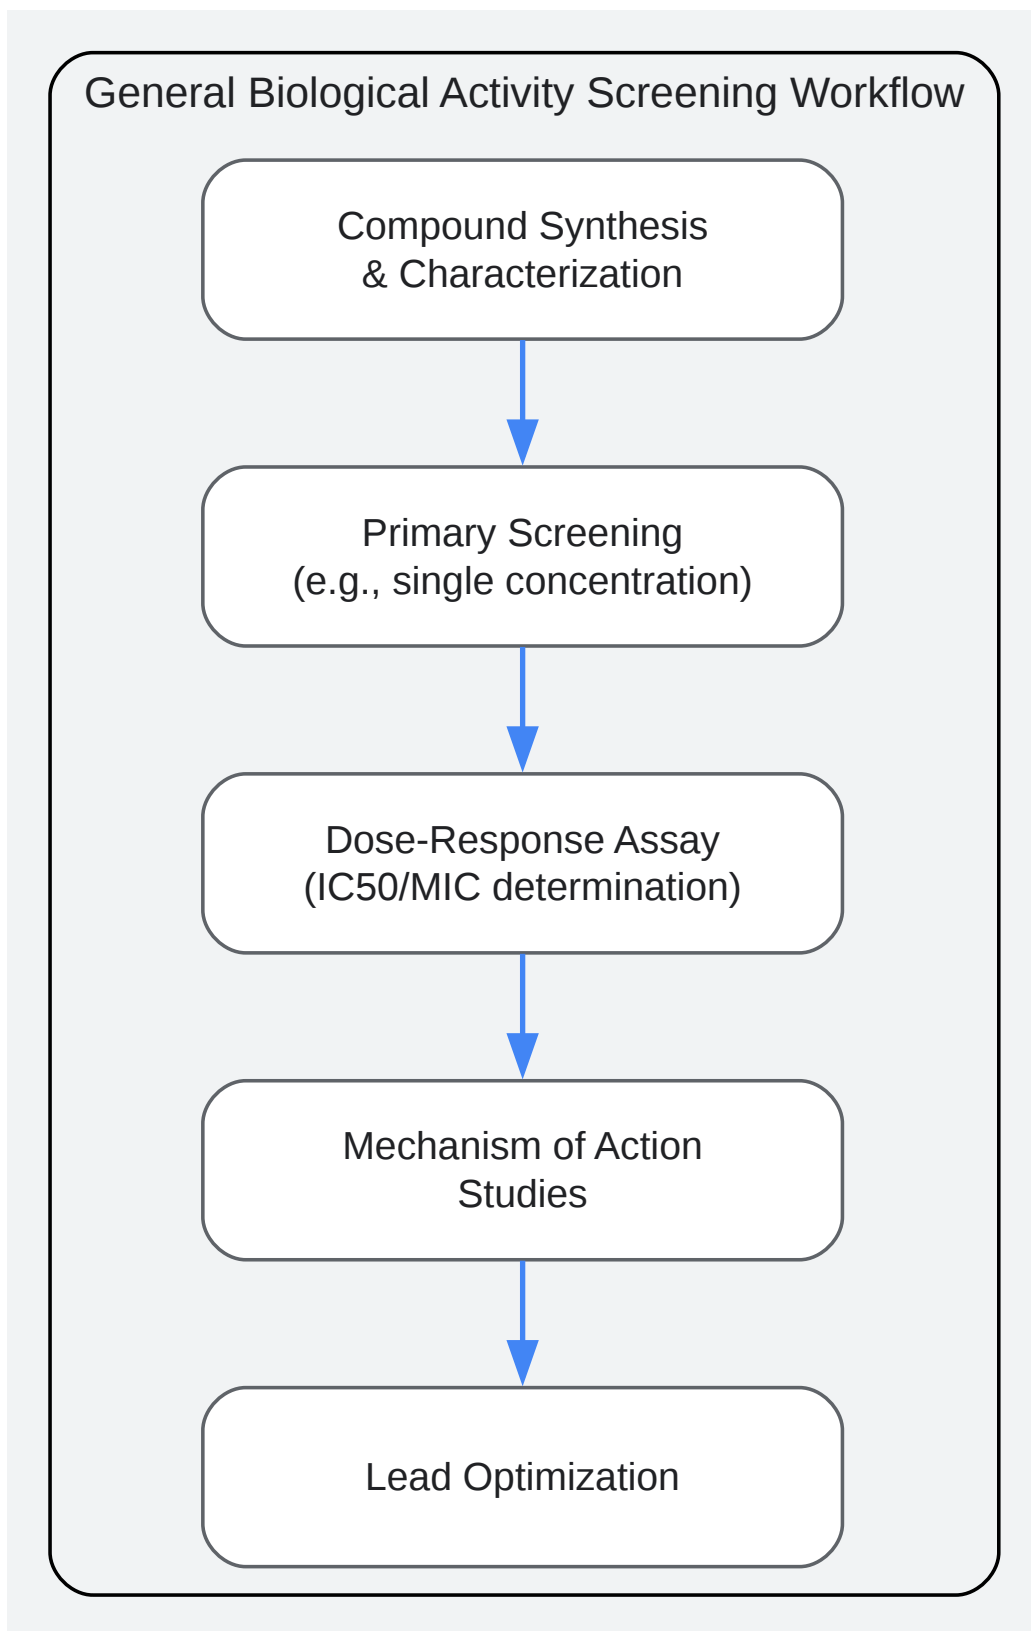 General Biological Activity Screening Workflow
Compound Synthesis
& Characterization
Primary Screening
(e.g., single concentration)
Dose-Response Assay
(IC50/MIC determination)
Mechanism of Action
Studies
Lead Optimization